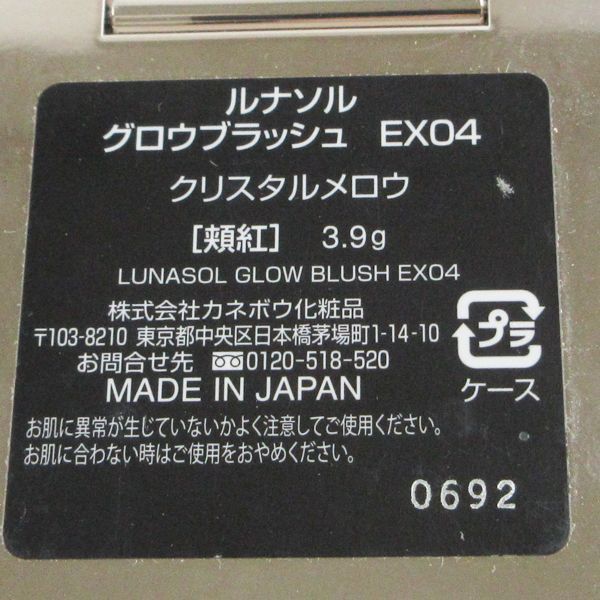 ルナソル
グロウブラッシュ EX04
クリスタルメロウ
[頬紅] 3.9g
LUNASOL GLOW BLUSH EX04
株式会社カネボウ化粧品
〒103-8210 東京都中央区日本橋茅場町1-14-10
お問合せ先 0120-518-520
MADE IN JAPAN
プラ
ケース
お肌に異常が生じていないかよく注意してご使用ください。
お肌に合わない時はご使用をおやめください。
0692